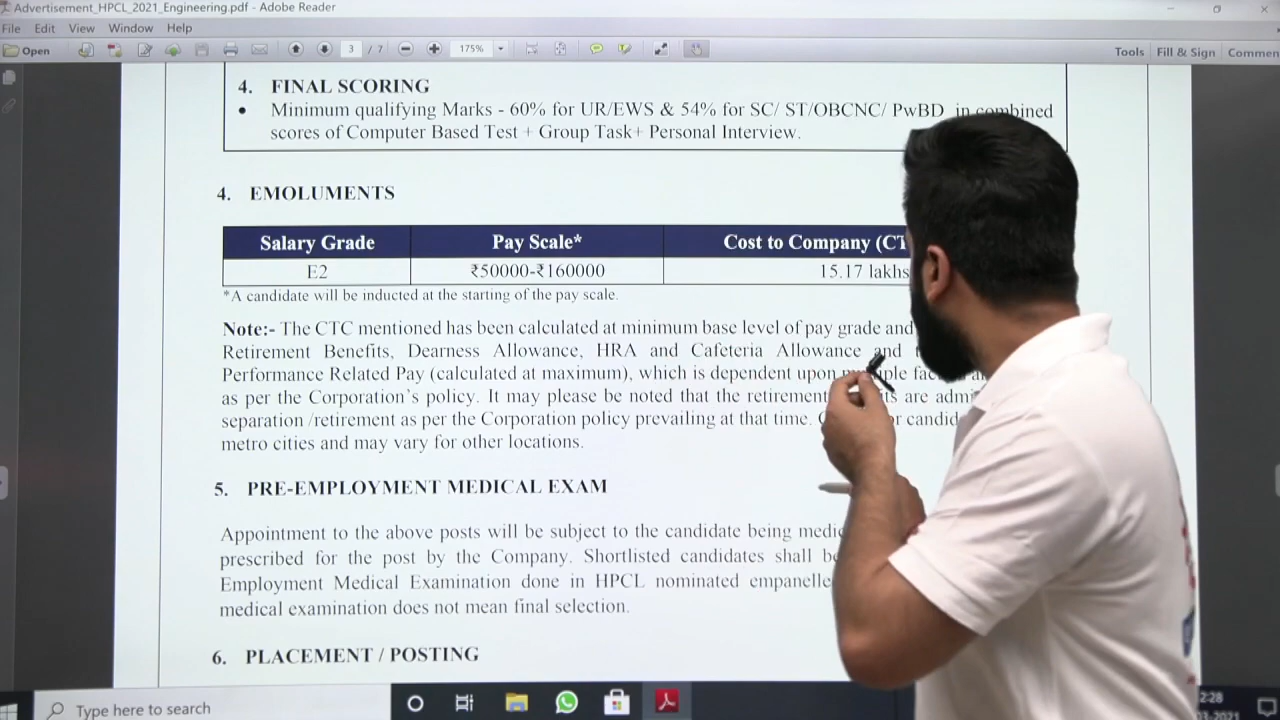 Advertisement_HPCL_2021_Engineering.pdf - Adobe Reader
File Edit View Window Help
Open 3 / 7 175% Tools Fill & Sign Commen
4. FINAL SCORING
• Minimum qualifying Marks - 60% for UR/EWS & 54% for SC/ ST/OBCNC/ PwBD in combined
scores of Computer Based Test + Group Task+ Personal Interview.
4. EMOLUMENTS
Salary Grade Pay Scale* Cost to Company (CT
E2 ₹50000-₹160000 15.17 lakhs
*A candidate will be inducted at the starting of the pay scale.
Note:- The CTC mentioned has been calculated at minimum base level of pay grade and
Retirement Benefits, Dearness Allowance, HRA and Cafeteria Allowance and
Performance Related Pay (calculated at maximum), which is dependent upon
as per the Corporation's policy. It may please be noted that the retirement are
separation /retirement as per the Corporation policy prevailing at that time.
metro cities and may vary for other locations.
5. PRE-EMPLOYMENT MEDICAL EXAM
Appointment to the above posts will be subject to the candidate being
prescribed for the post by the Company. Shortlisted candidates shall
Employment Medical Examination done in HPCL nominated
medical examination does not mean final selection.
6. PLACEMENT / POSTING
Type here to search